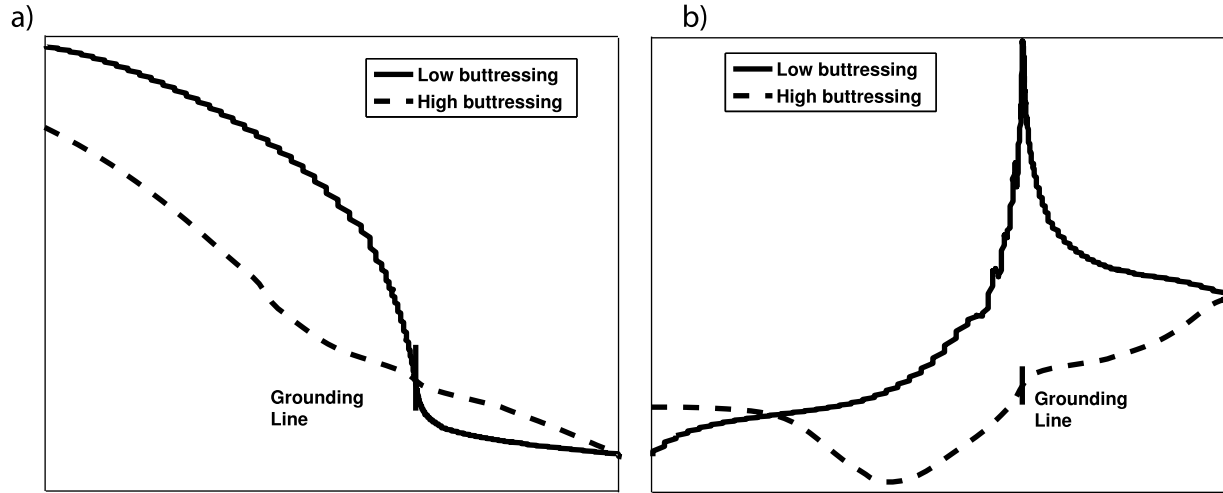 a)
Low buttressing
High buttressing
Grounding
Line
b)
Low buttressing
High buttressing
Grounding
Line